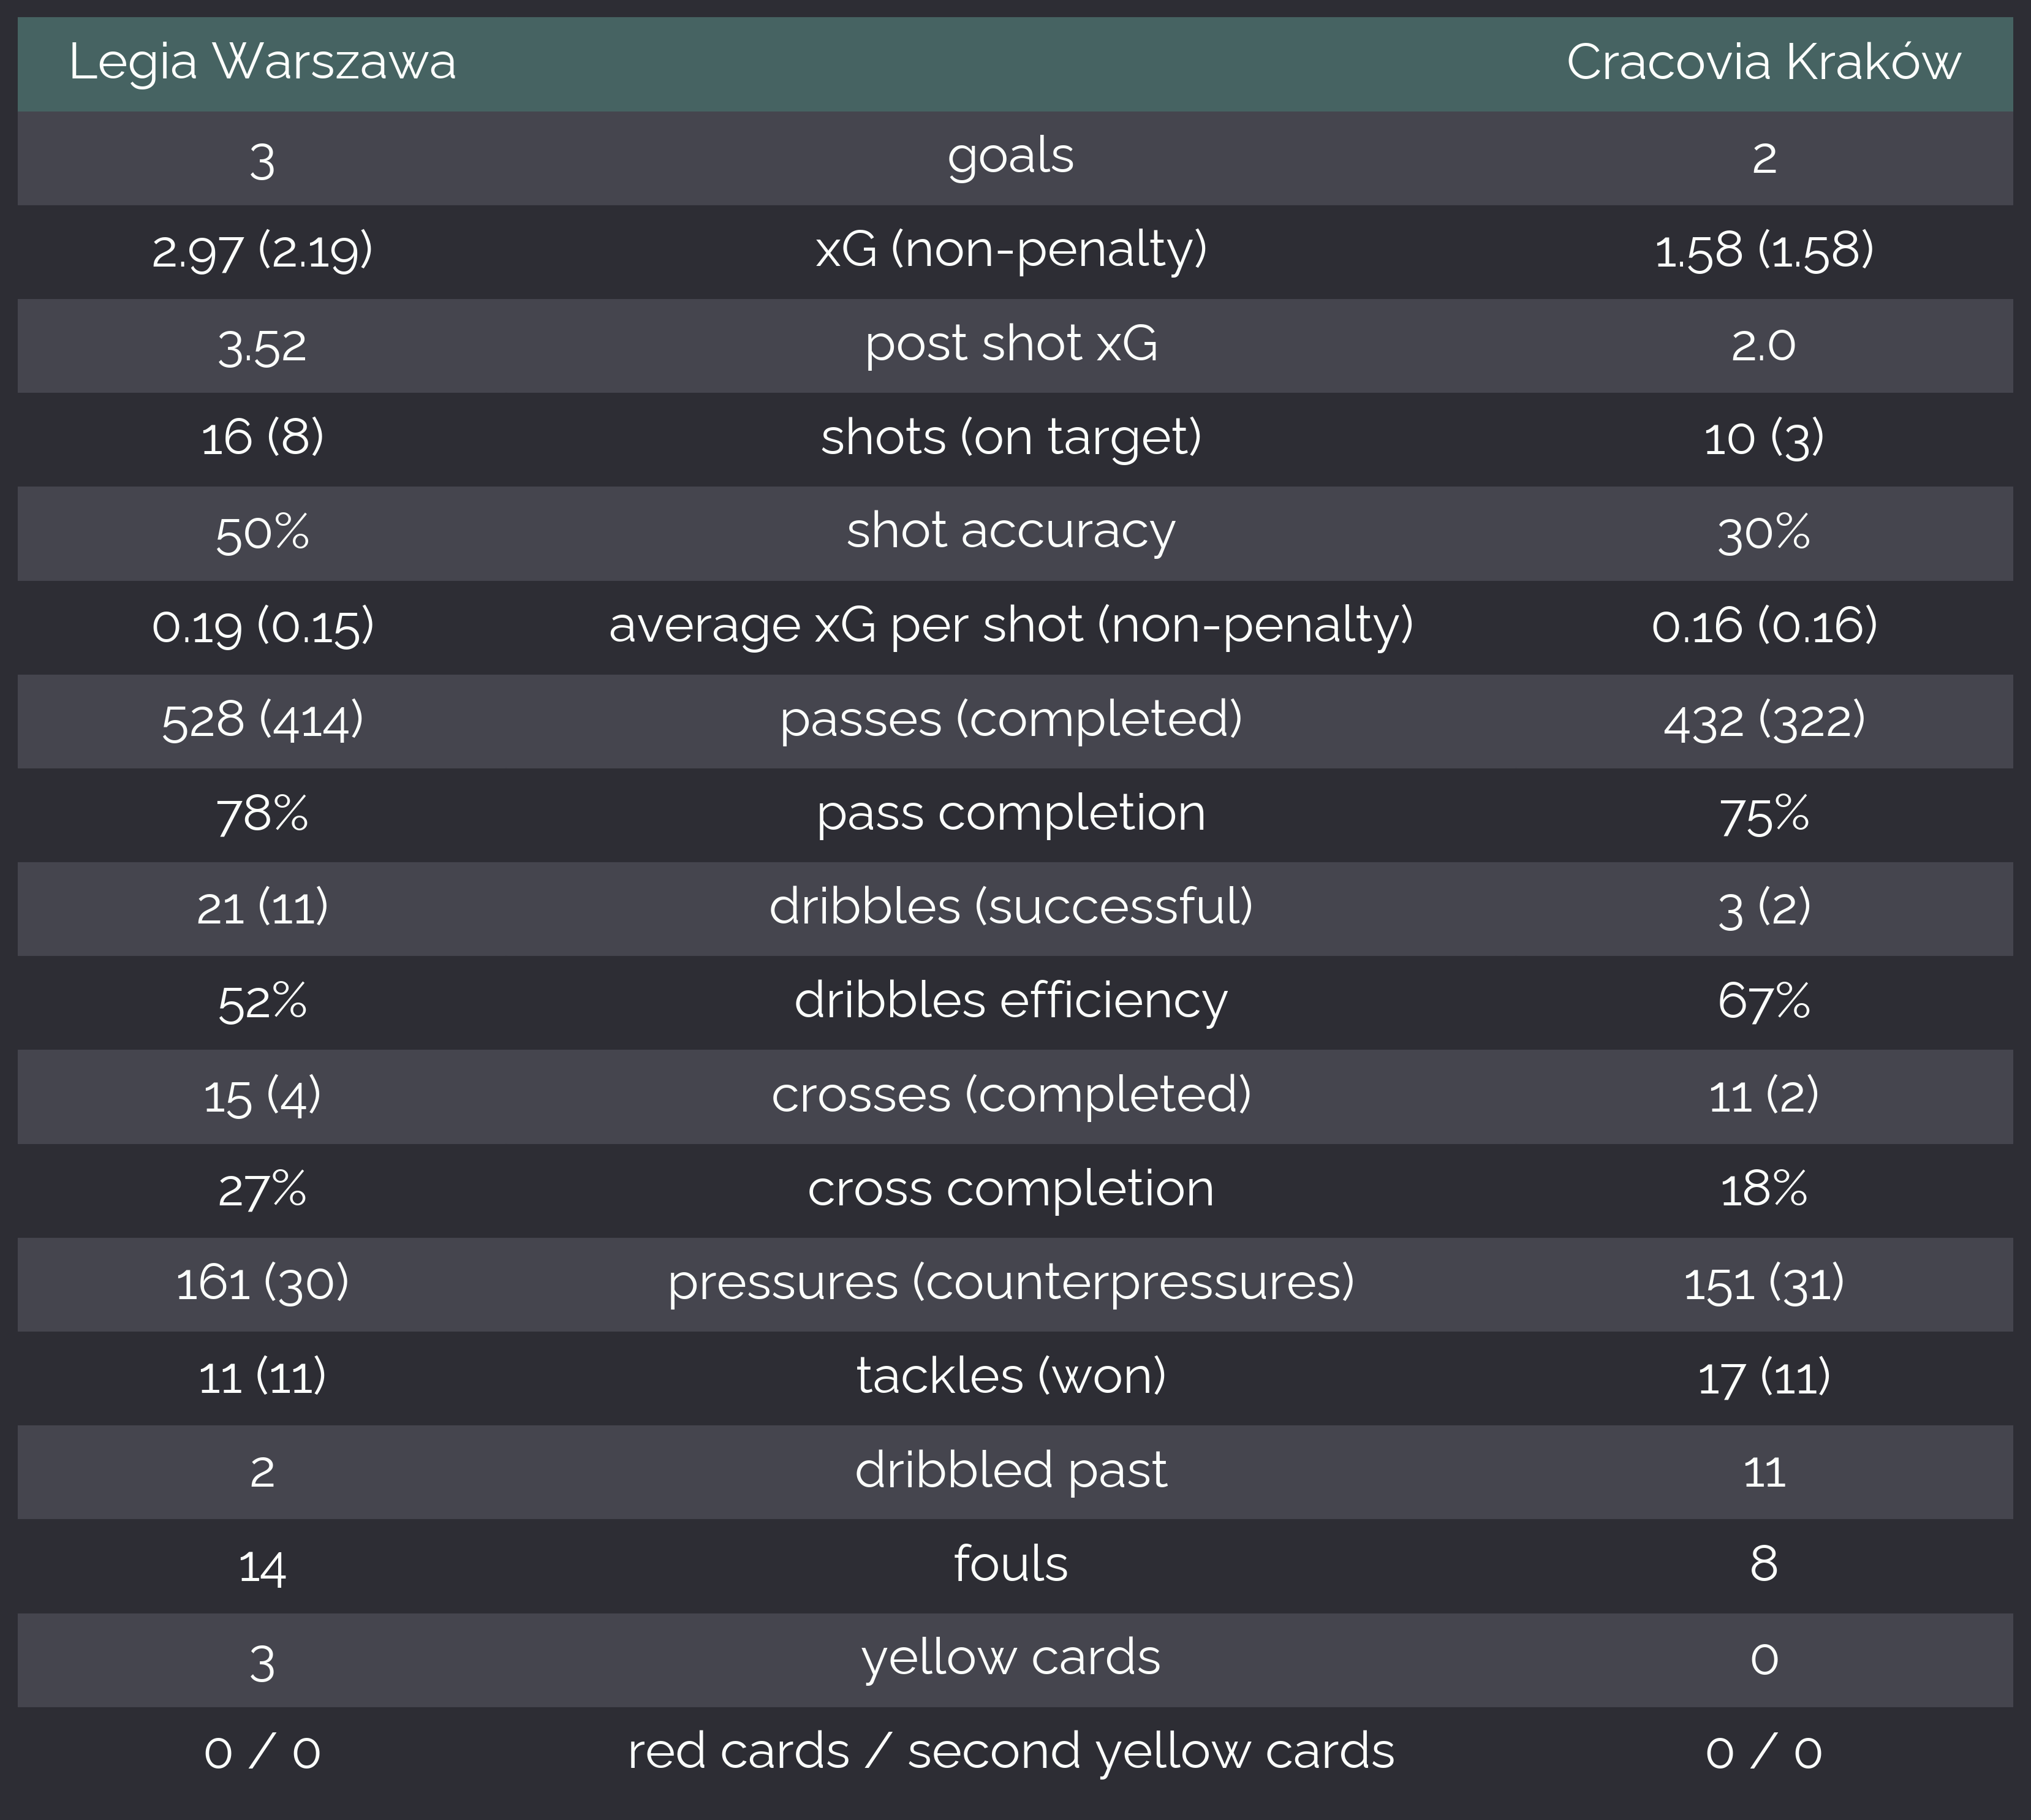 Legia Warszawa Cracovia Kraków
3 goals 2
2.97 (2.19) xG (non-penalty) 1.58 (1.58)
3.52 post shot xG 2.0
16 (8) shots (on target) 10 (3)
50% shot accuracy 30%
0.19 (0.15) average xG per shot (non-penalty) 0.16 (0.16)
528 (414) passes (completed) 432 (322)
78% pass completion 75%
21 (11) dribbles (successful) 3 (2)
52% dribbles efficiency 67%
15 (4) crosses (completed) 11 (2)
27% cross completion 18%
161 (30) pressures (counterpressures) 151 (31)
11 (11) tackles (won) 17 (11)
2 dribbled past 11
14 fouls 8
3 yellow cards 0
0 / 0 red cards / second yellow cards 0 / 0